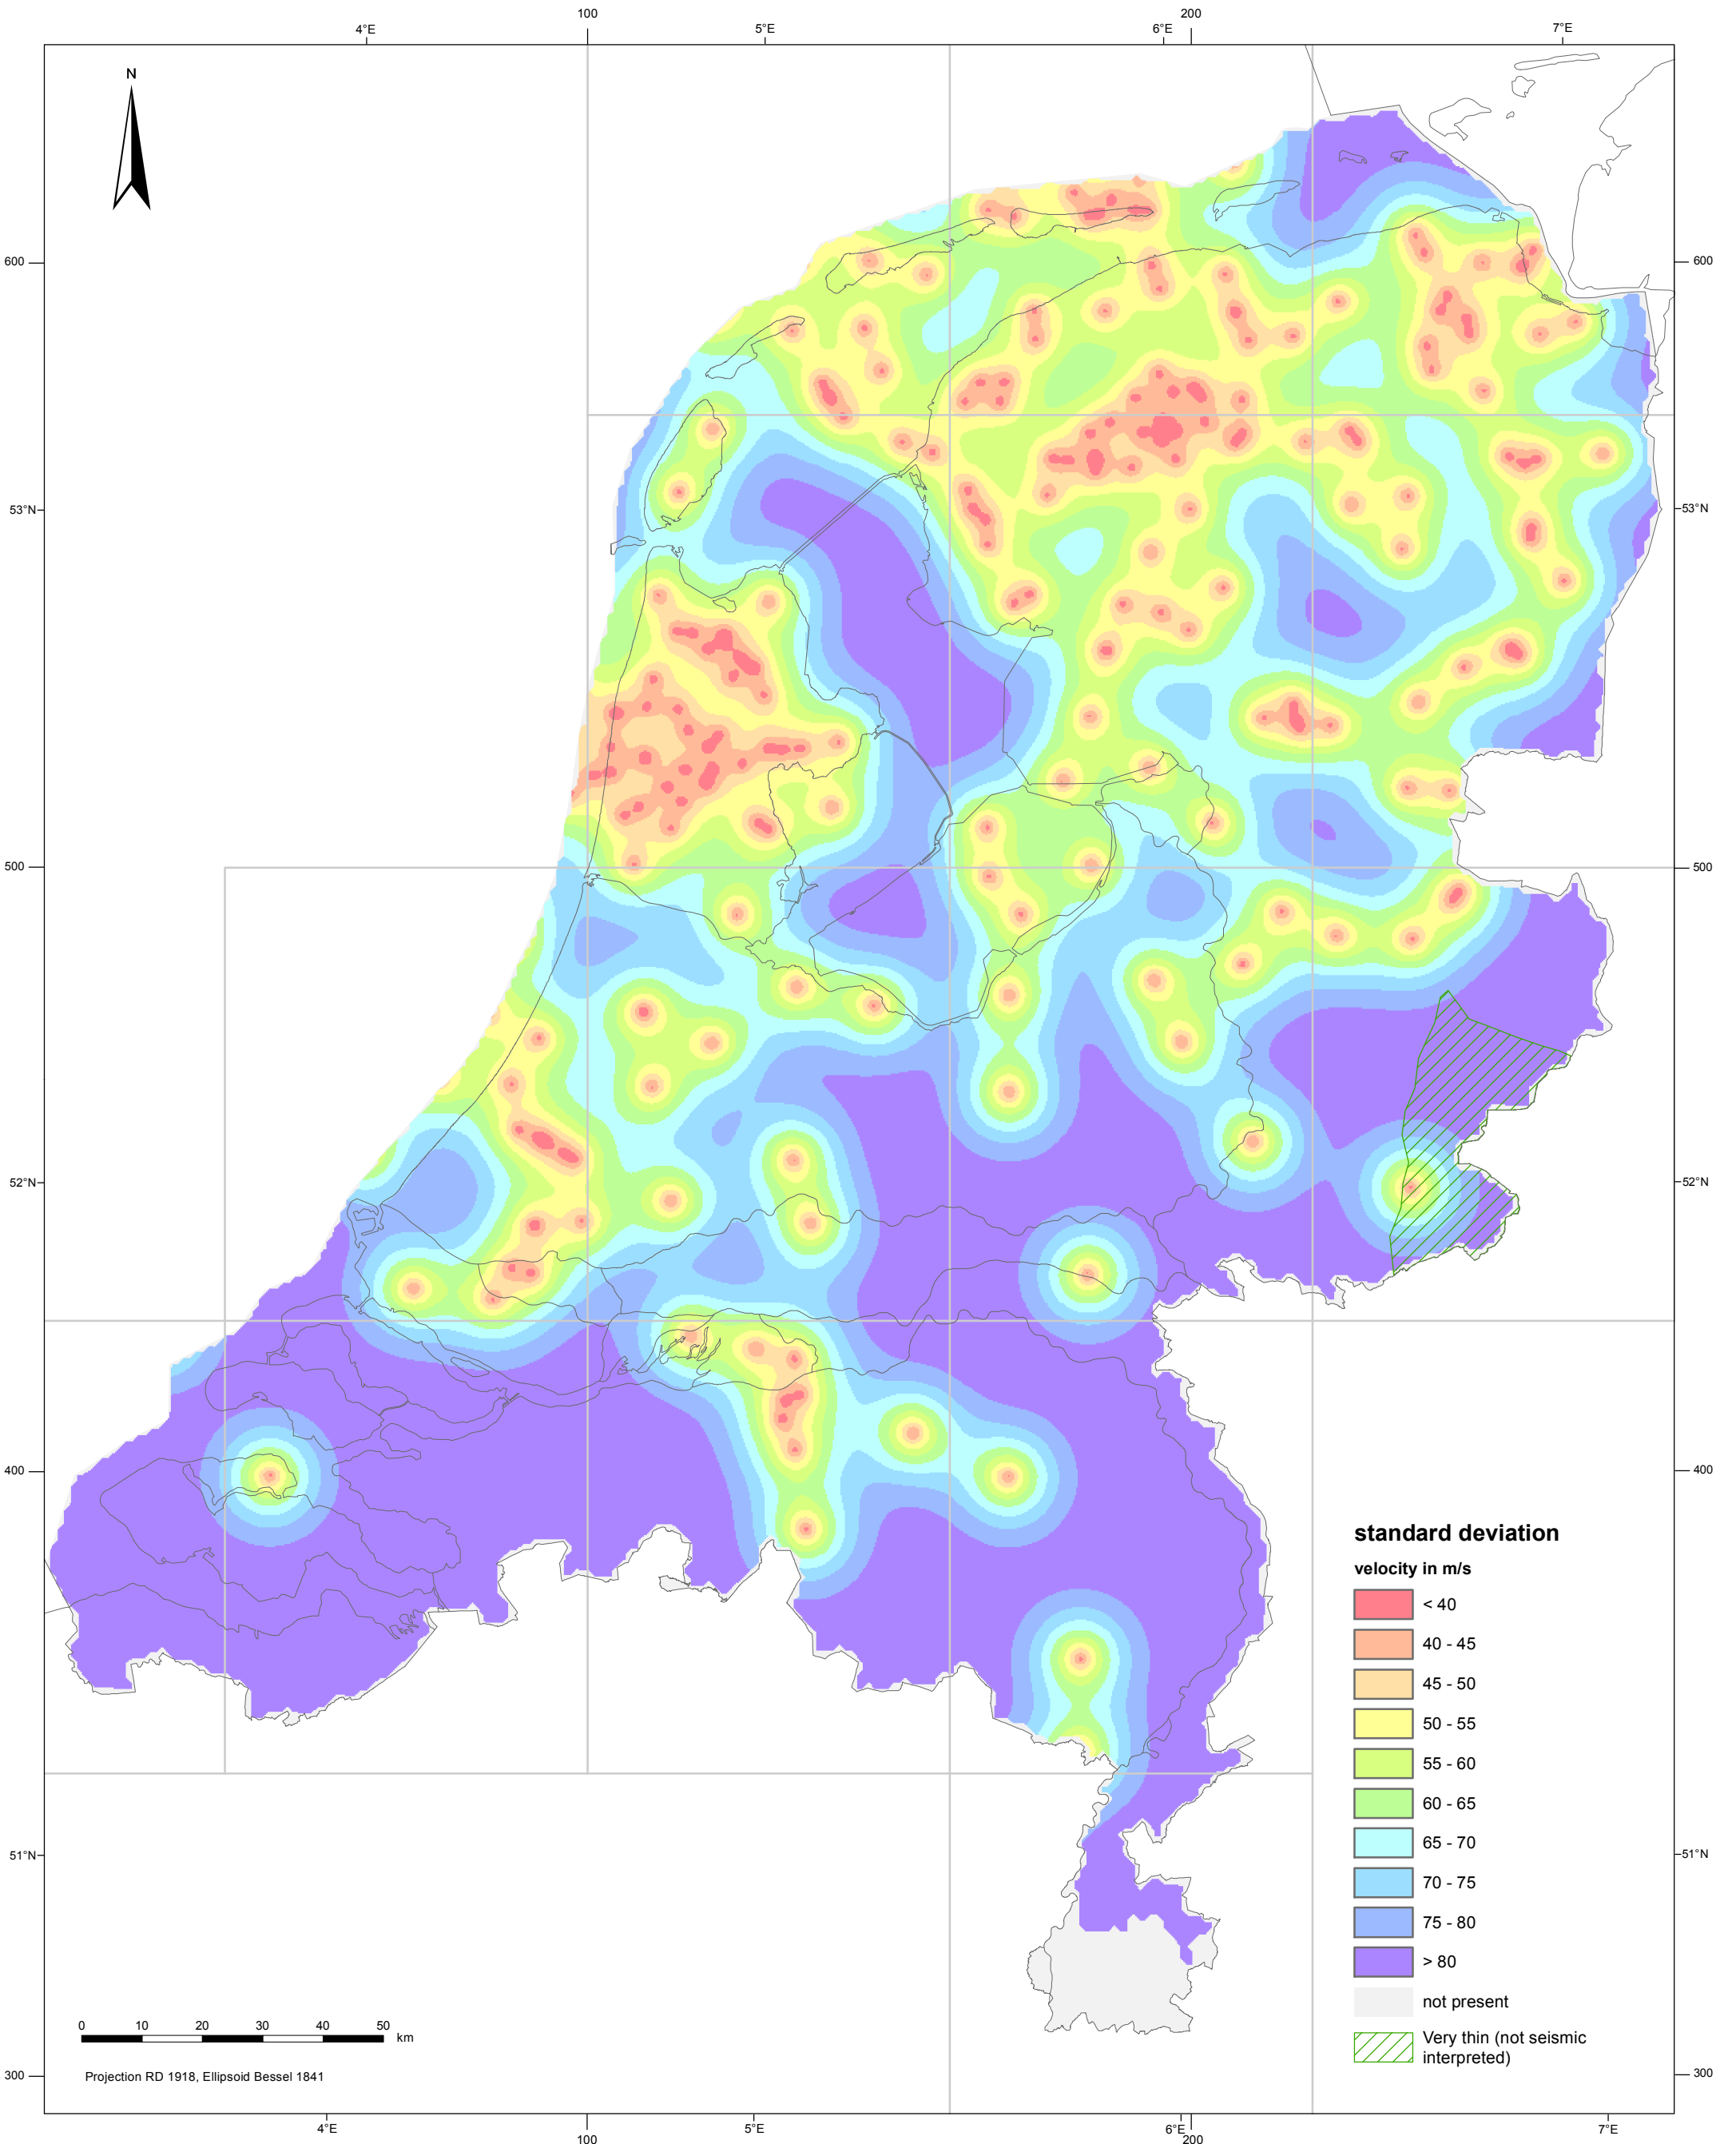 100 200
4°E 5°E 6°E 7°E
N
600 600
53°N 53°N
500 500
52°N 52°N
400 400
standard deviation
velocity in m/s
< 40
40 - 45
45 - 50
50 - 55
55 - 60
60 - 65
65 - 70
70 - 75
75 - 80
> 80
not present
Very thin (not seismic
interpreted)
51°N 51°N
0 10 20 30 40 50
km
Projection RD 1918, Ellipsoid Bessel 1841
300 300
4°E 5°E 6°E 7°E
100 200